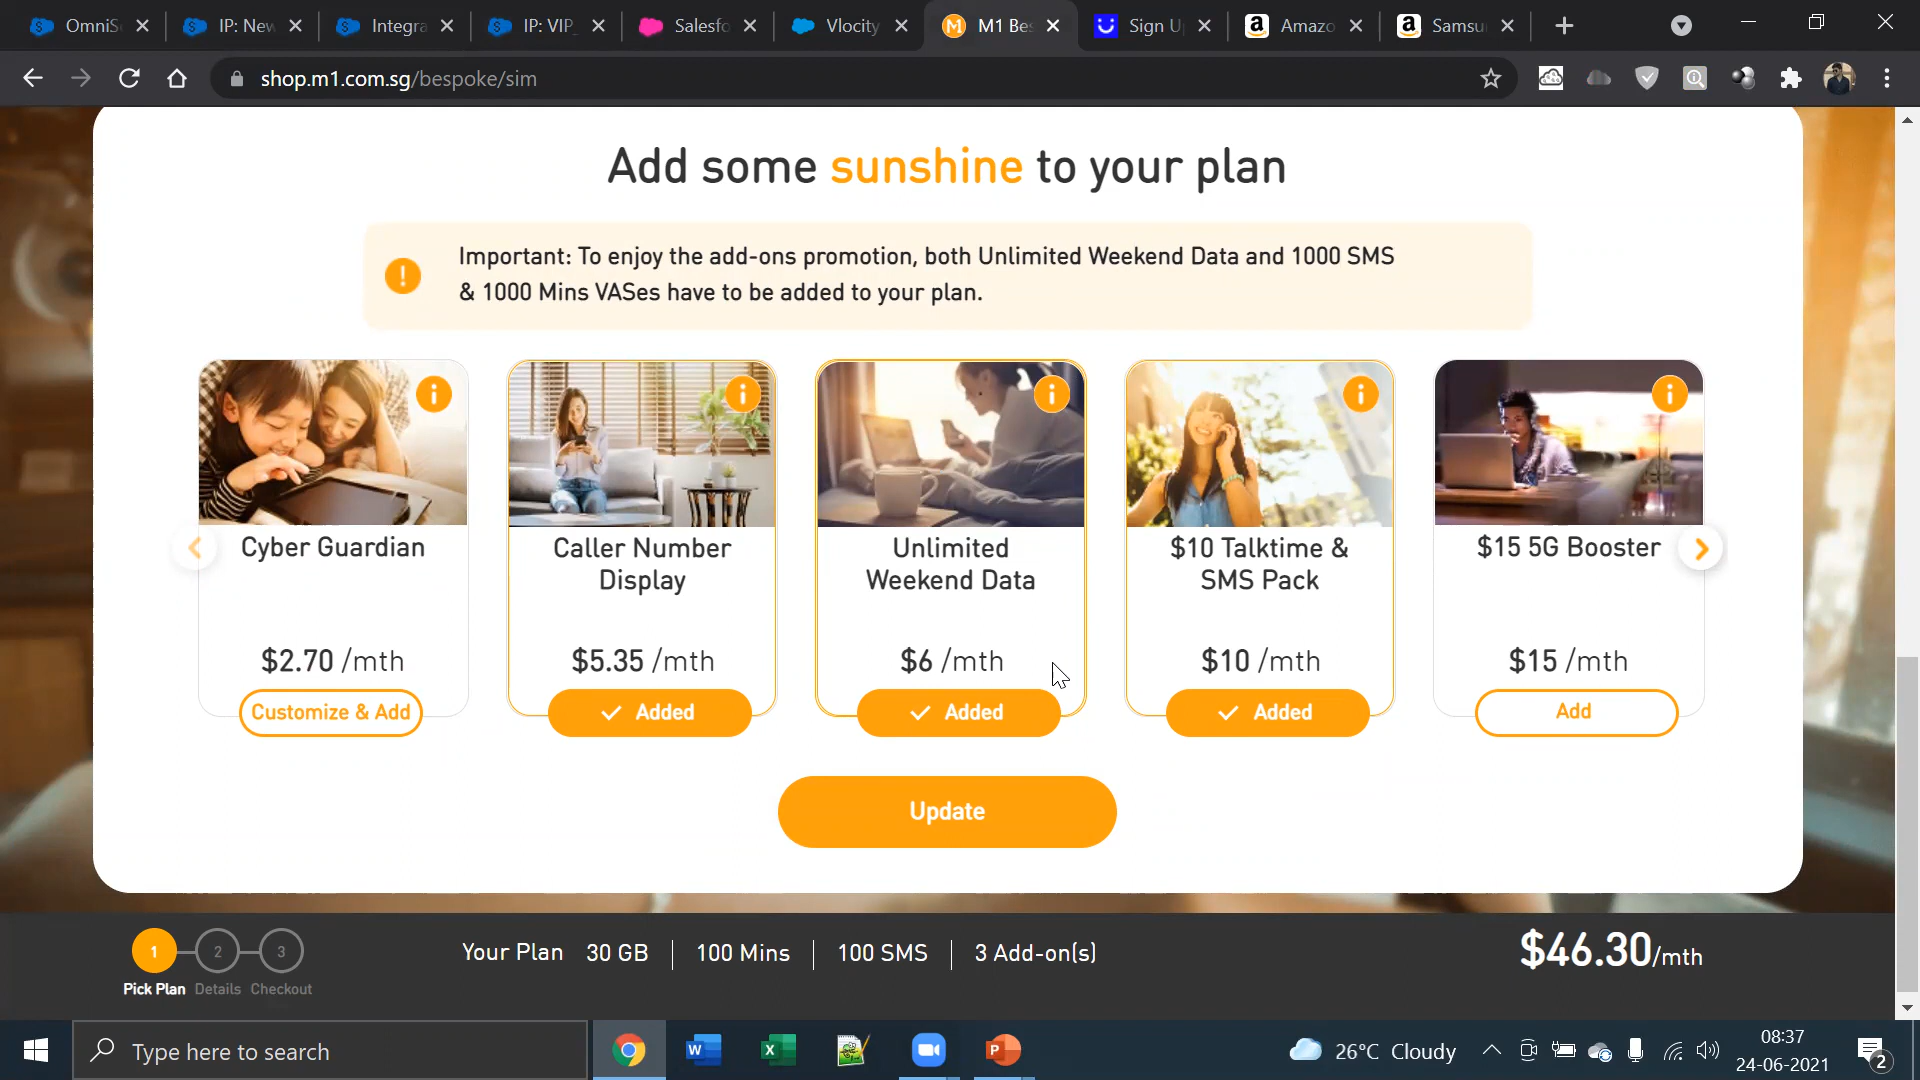 OmniS
IP: New
Integra
IP: VIP_
Salesfo
Vlocity
M1 Bes
Sign U
Amazo
Samsu
shop.m1.com.sg/bespoke/sim
Add some sunshine to your plan
Important: To enjoy the add-ons promotion, both Unlimited Weekend Data and 1000 SMS
& 1000 Mins VASes have to be added to your plan.
Cyber Guardian
$2.70 /mth
Customize & Add
Caller Number
Display
$5.35 /mth
Added
Unlimited
Weekend Data
$6 /mth
Added
$10 Talktime &
SMS Pack
$10 /mth
Added
$15 5G Booster
$15 /mth
Add
Update
1 2 3
Pick Plan Details Checkout
Your Plan 30 GB | 100 Mins | 100 SMS | 3 Add-on(s)
$46.30/mth
Type here to search
26°C Cloudy
08:37
24-06-2021
2